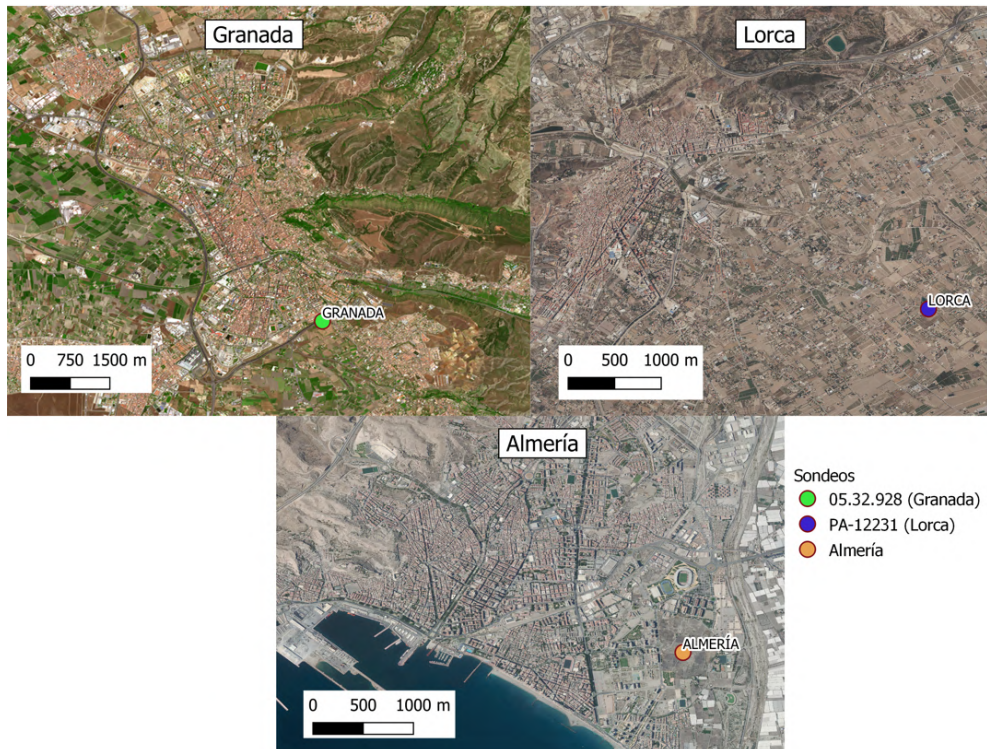 Granada
GRANADA
0 750 1500 m
Lorca
LORCA
0 500 1000 m
Almería
ALMERÍA
0 500 1000 m
Sondeos
05.32.928 (Granada)
PA-12231 (Lorca)
Almería